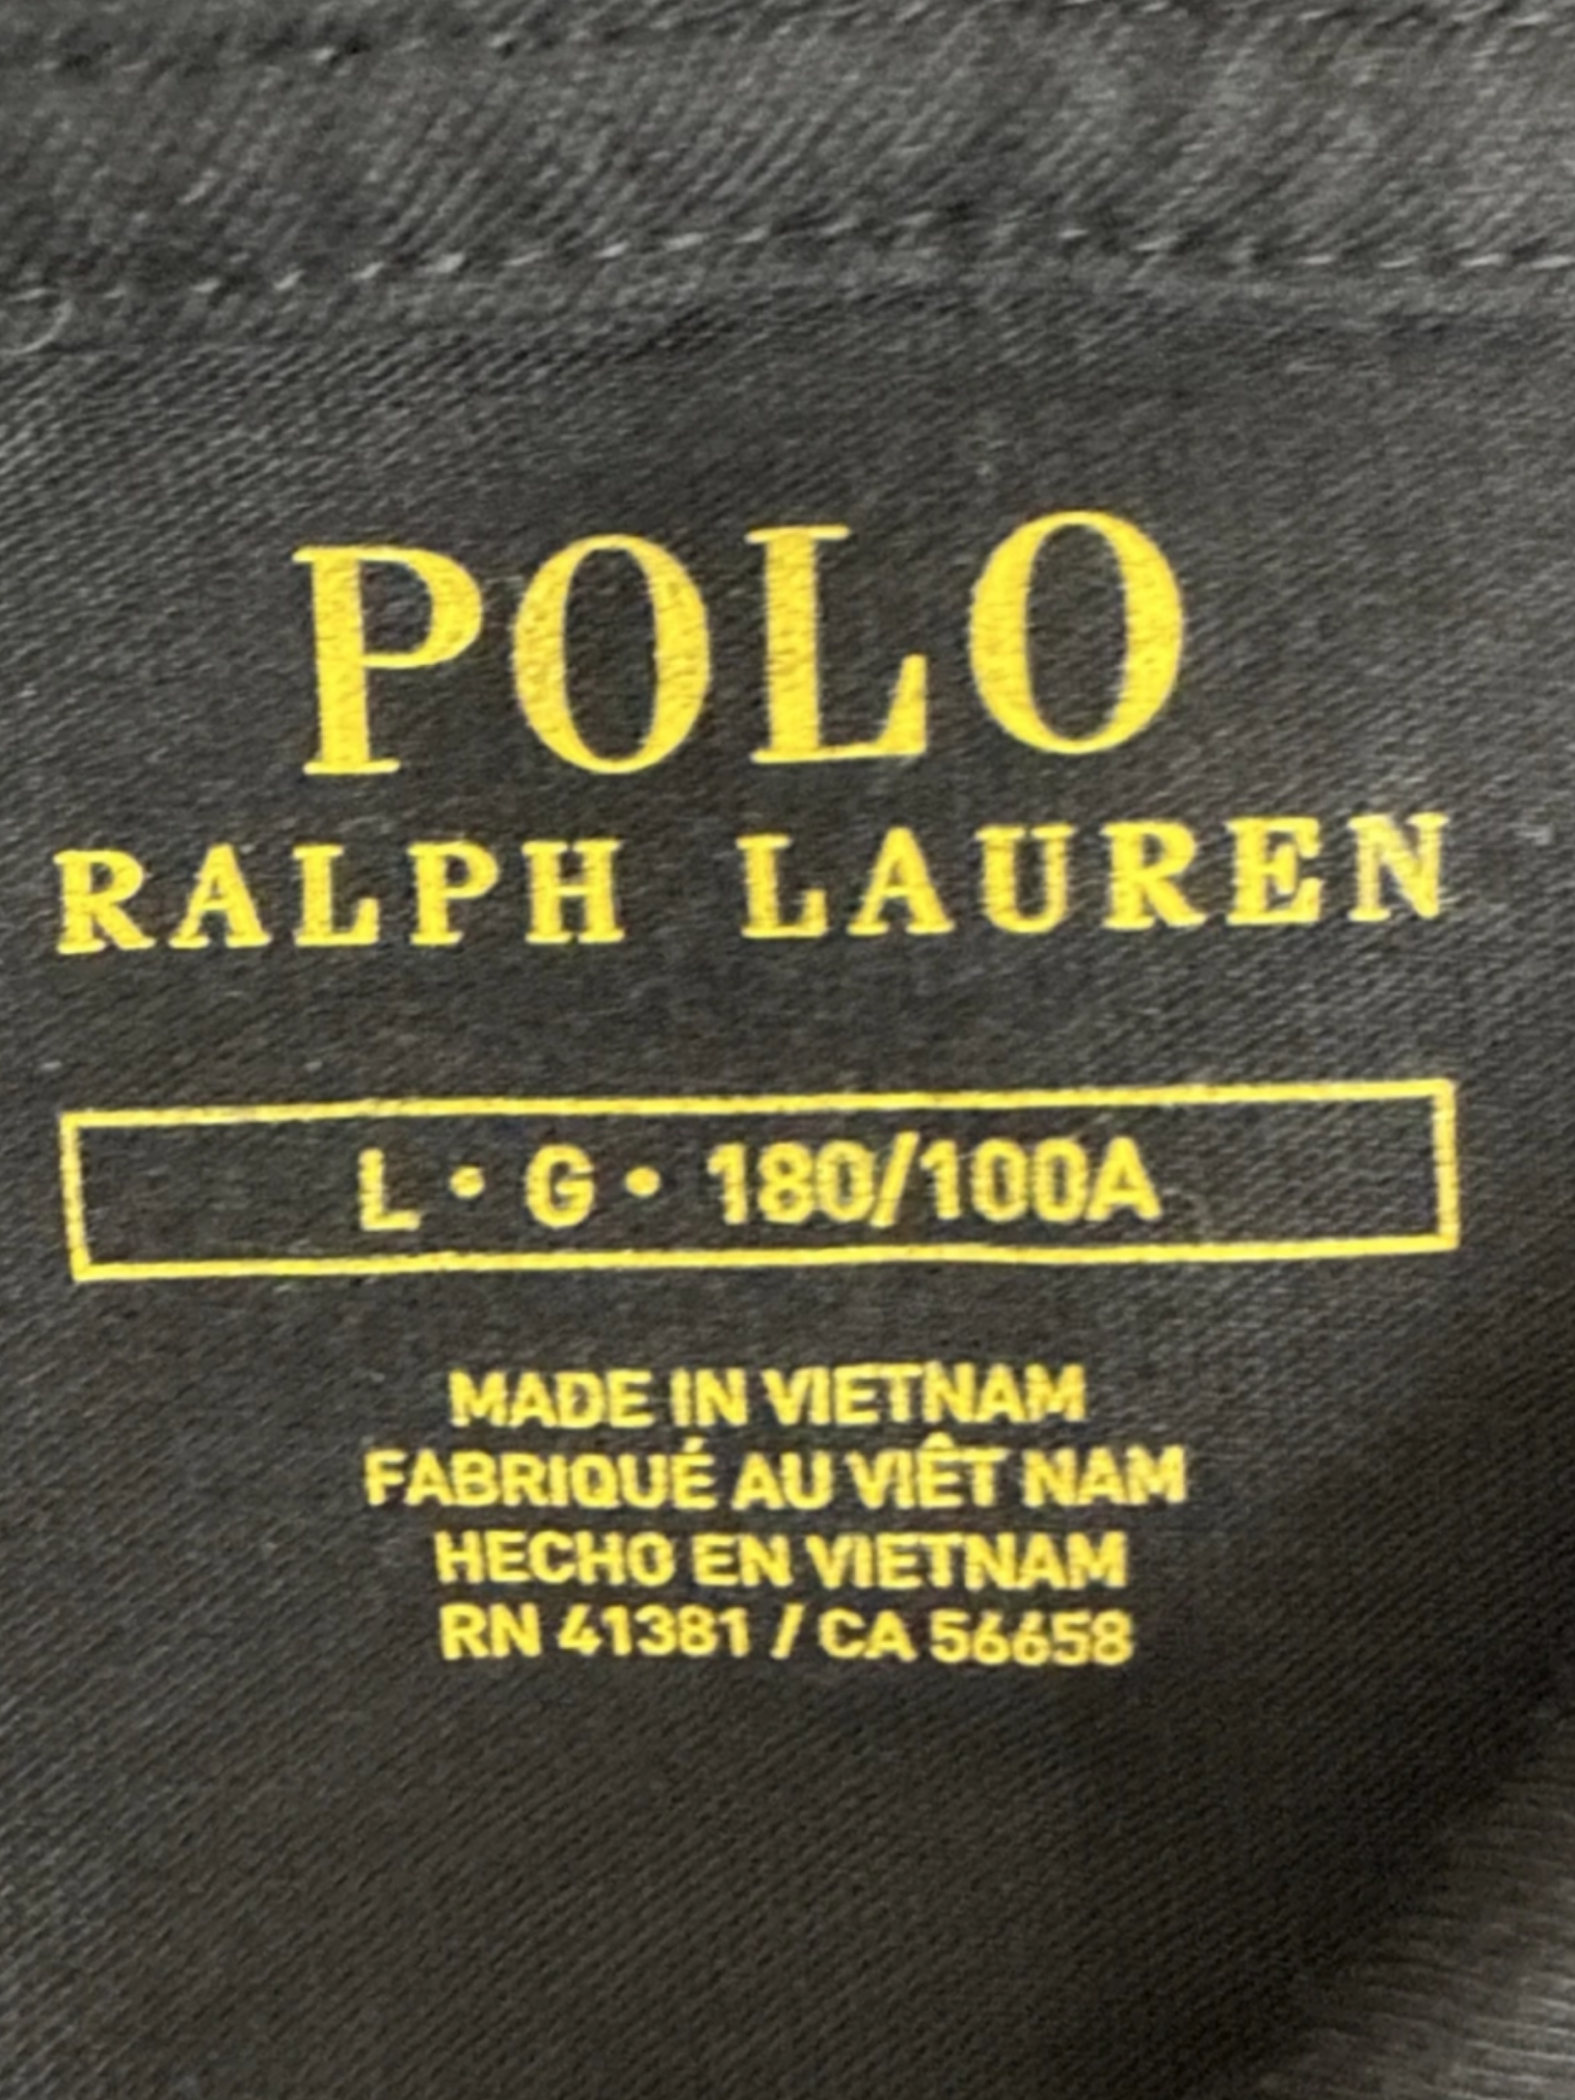 POLO
RALPH LAUREN
L • G • 180/100A
MADE IN VIETNAM
FABRIQUÉ AU VIÊT NAM
HECHO EN VIETNAM
RN 41381 / CA 56658